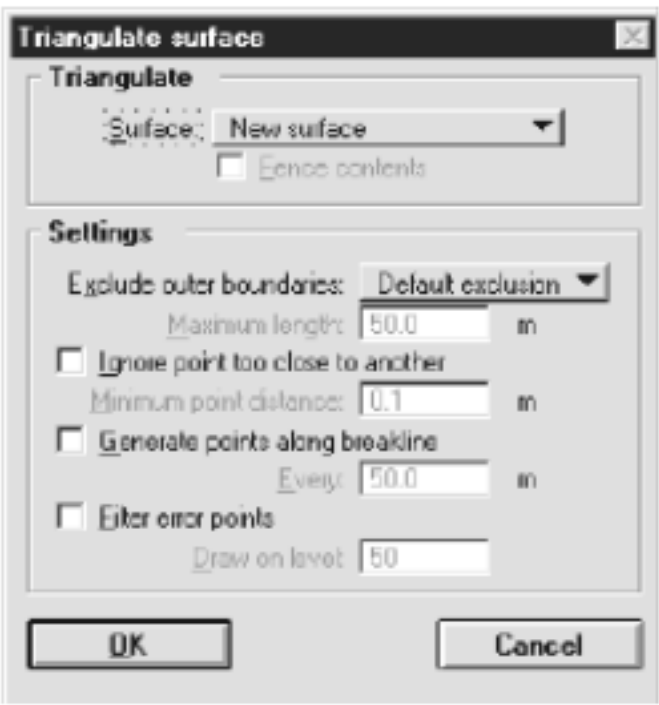 Triangulate surface
Triangulate
Surface: New surface
Fence contents
Settings
Exclude outer boundaries: Default exclusion
Maximum length: 50.0 m
Ignore point too close to another
Minimum point distance: 0.1 m
Generate points along breakline
Every: 50.0 m
Filter error points
Draw on level: 50
OK Cancel